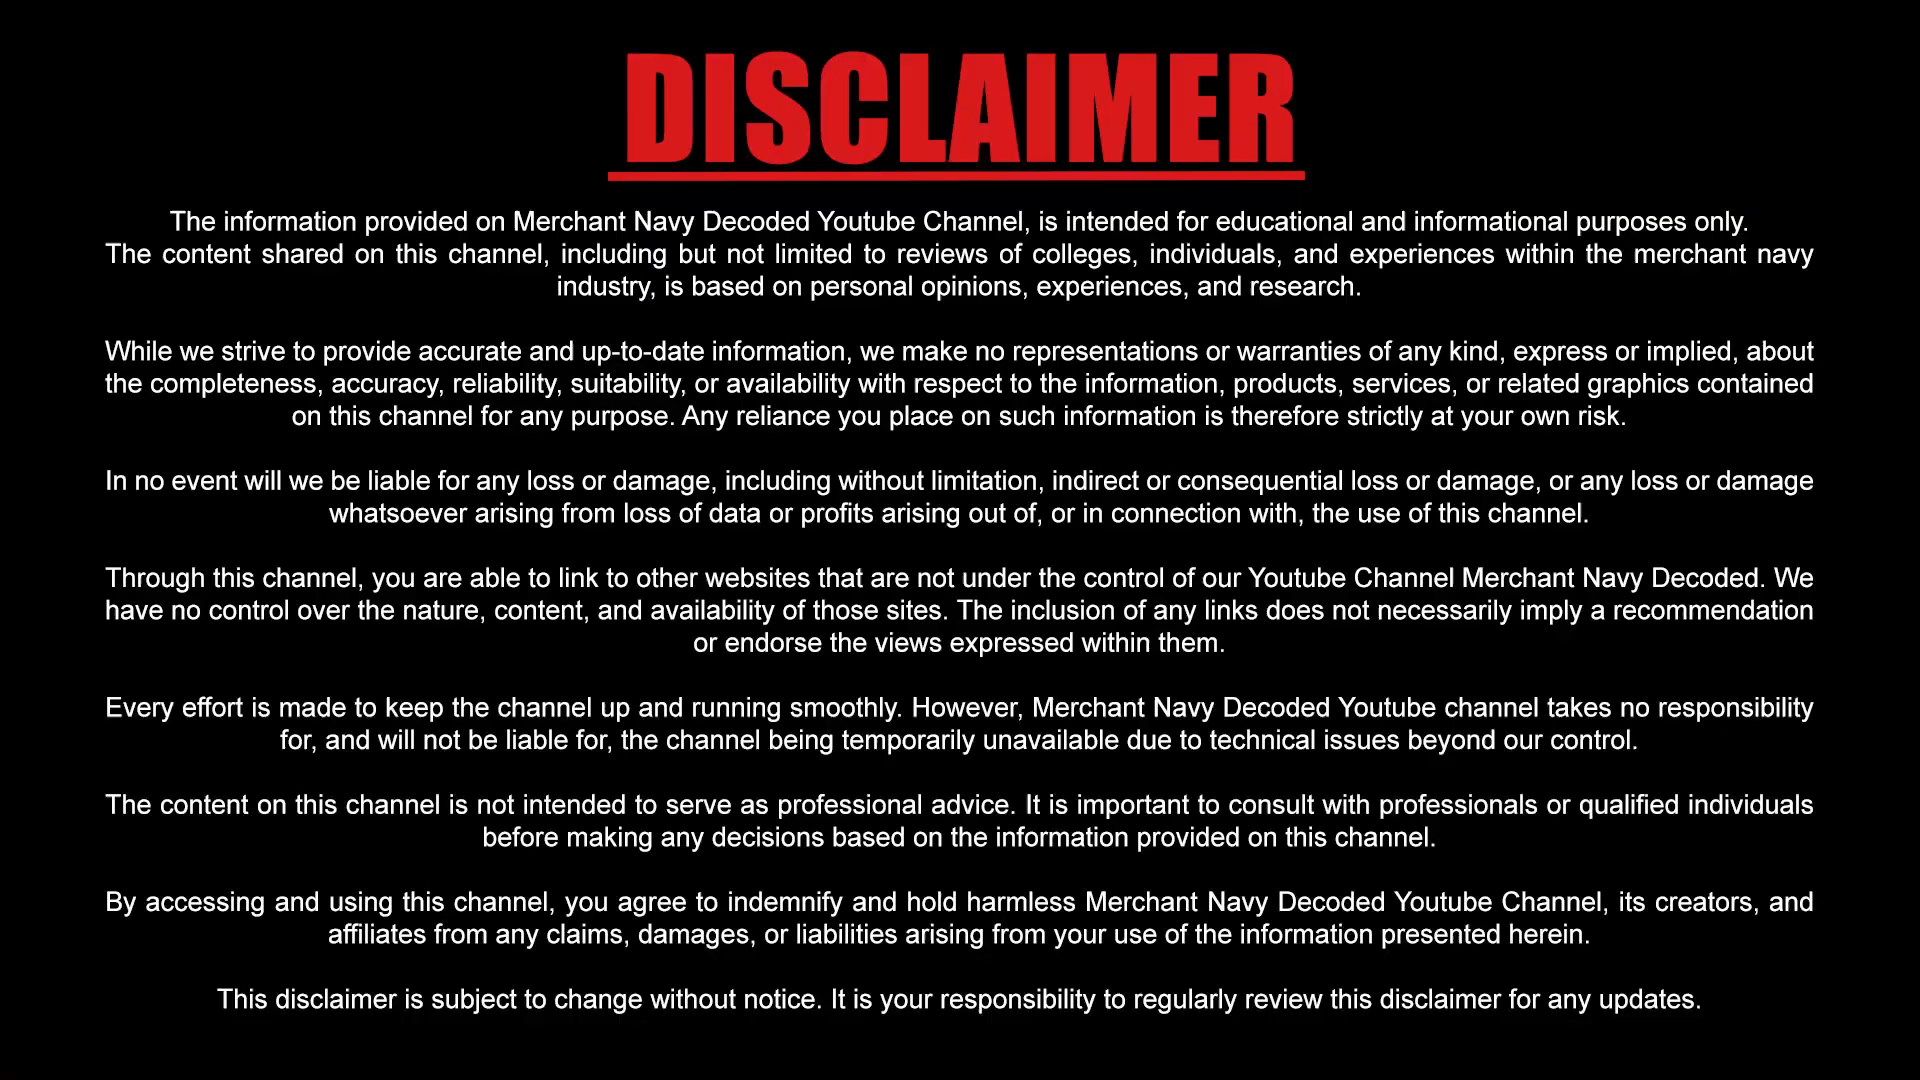 DISCLAIMER
The information provided on Merchant Navy Decoded Youtube Channel, is intended for educational and informational purposes only.
The content shared on this channel, including but not limited to reviews of colleges, individuals, and experiences within the merchant navy
industry, is based on personal opinions, experiences, and research.
While we strive to provide accurate and up-to-date information, we make no representations or warranties of any kind, express or implied, about
the completeness, accuracy, reliability, suitability, or availability with respect to the information, products, services, or related graphics contained
on this channel for any purpose. Any reliance you place on such information is therefore strictly at your own risk.
In no event will we be liable for any loss or damage, including without limitation, indirect or consequential loss or damage, or any loss or damage
whatsoever arising from loss of data or profits arising out of, or in connection with, the use of this channel.
Through this channel, you are able to link to other websites that are not under the control of our Youtube Channel Merchant Navy Decoded. We
have no control over the nature, content, and availability of those sites. The inclusion of any links does not necessarily imply a recommendation
or endorse the views expressed within them.
Every effort is made to keep the channel up and running smoothly. However, Merchant Navy Decoded Youtube channel takes no responsibility
for, and will not be liable for, the channel being temporarily unavailable due to technical issues beyond our control.
The content on this channel is not intended to serve as professional advice. It is important to consult with professionals or qualified individuals
before making any decisions based on the information provided on this channel.
By accessing and using this channel, you agree to indemnify and hold harmless Merchant Navy Decoded Youtube Channel, its creators, and
affiliates from any claims, damages, or liabilities arising from your use of the information presented herein.
This disclaimer is subject to change without notice. It is your responsibility to regularly review this disclaimer for any updates.